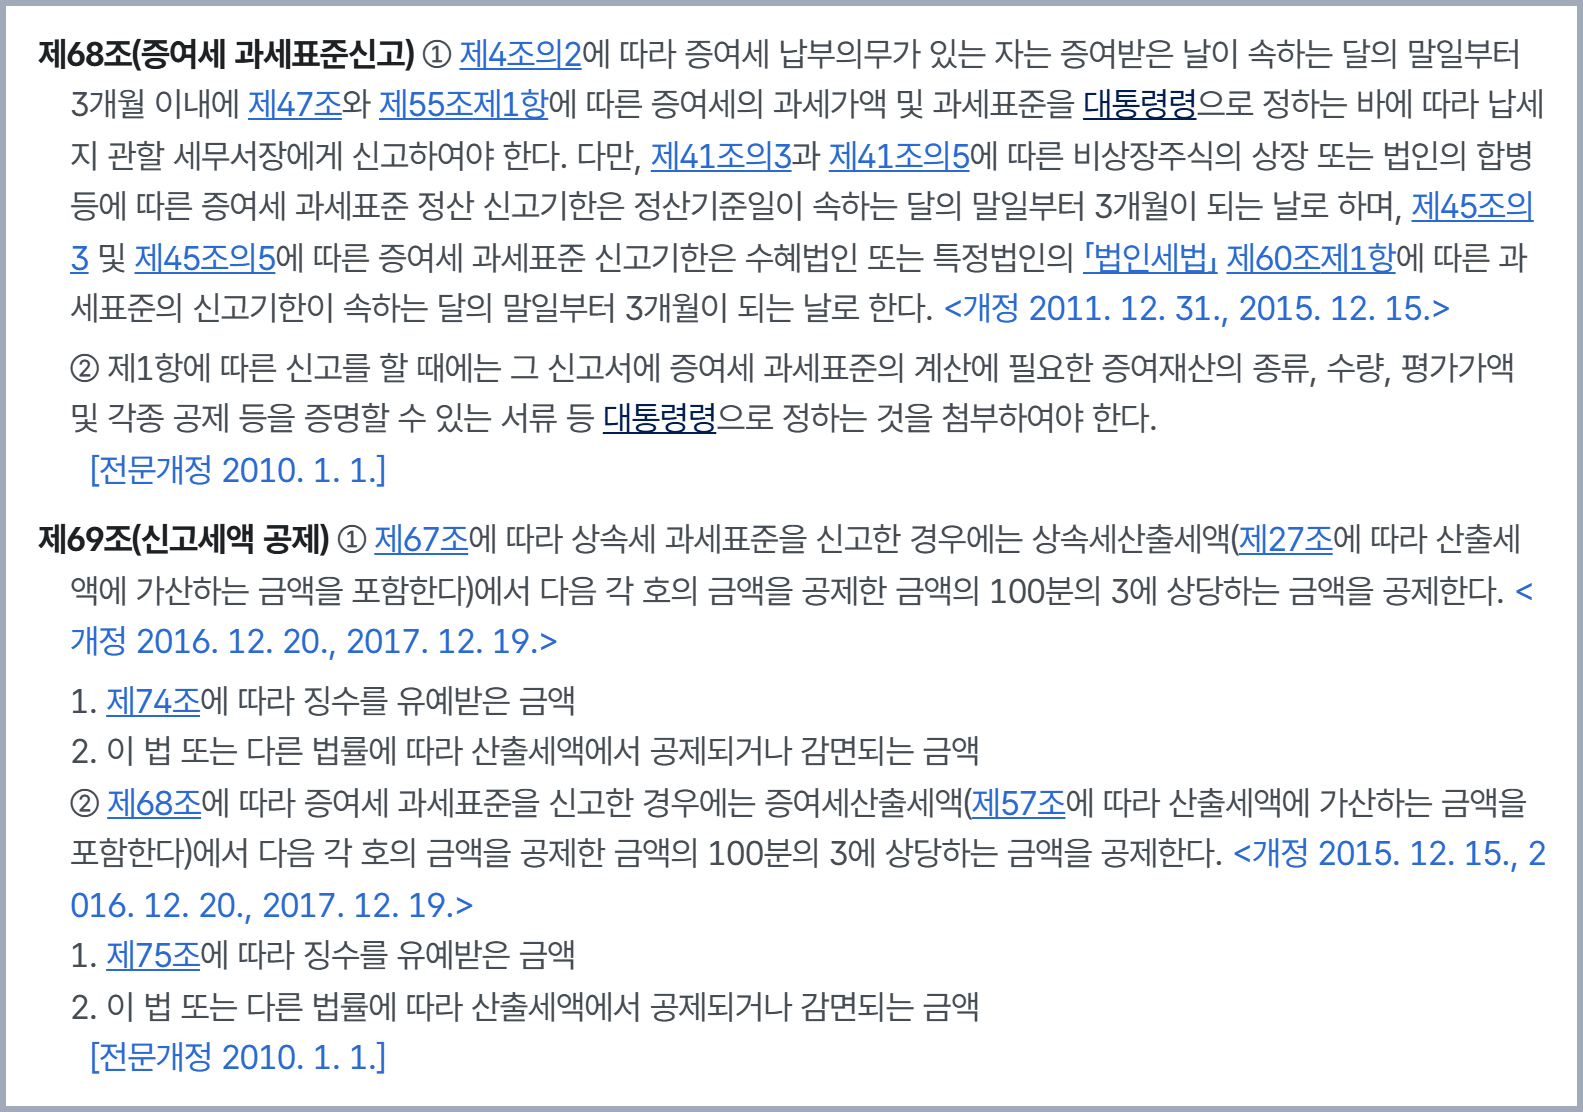 제68조(증여세 과세표준신고) ① 제4조의2에 따라 증여세 납부의무가 있는 자는 증여받은 날이 속하는 달의 말일부터
3개월 이내에 제47조와 제55조제1항에 따른 증여세의 과세가액 및 과세표준을 대통령령으로 정하는 바에 따라 납세
지 관할 세무서장에게 신고하여야 한다. 다만, 제41조의3과 제41조의5에 따른 비상장주식의 상장 또는 법인의 합병
등에 따른 증여세 과세표준 정산 신고기한은 정산기준일이 속하는 달의 말일부터 3개월이 되는 날로 하며, 제45조의
3 및 제45조의5에 따른 증여세 과세표준 신고기한은 수혜법인 또는 특정법인의 「법인세법」 제60조제1항에 따른 과
세표준의 신고기한이 속하는 달의 말일부터 3개월이 되는 날로 한다. <개정 2011. 12. 31., 2015. 12. 15.>
② 제1항에 따른 신고를 할 때에는 그 신고서에 증여세 과세표준의 계산에 필요한 증여재산의 종류, 수량, 평가가액
및 각종 공제 등을 증명할 수 있는 서류 등 대통령령으로 정하는 것을 첨부하여야 한다.
[전문개정 2010. 1. 1.]
제69조(신고세액 공제) ① 제67조에 따라 상속세 과세표준을 신고한 경우에는 상속세산출세액(제27조에 따라 산출세
액에 가산하는 금액을 포함한다)에서 다음 각 호의 금액을 공제한 금액의 100분의 3에 상당하는 금액을 공제한다. <
개정 2016. 12. 20., 2017. 12. 19.>
1. 제74조에 따라 징수를 유예받은 금액
2. 이 법 또는 다른 법률에 따라 산출세액에서 공제되거나 감면되는 금액
② 제68조에 따라 증여세 과세표준을 신고한 경우에는 증여세산출세액(제57조에 따라 산출세액에 가산하는 금액을
포함한다)에서 다음 각 호의 금액을 공제한 금액의 100분의 3에 상당하는 금액을 공제한다. <개정 2015. 12. 15., 2
016. 12. 20., 2017. 12. 19.>
1. 제75조에 따라 징수를 유예받은 금액
2. 이 법 또는 다른 법률에 따라 산출세액에서 공제되거나 감면되는 금액
[전문개정 2010. 1. 1.]